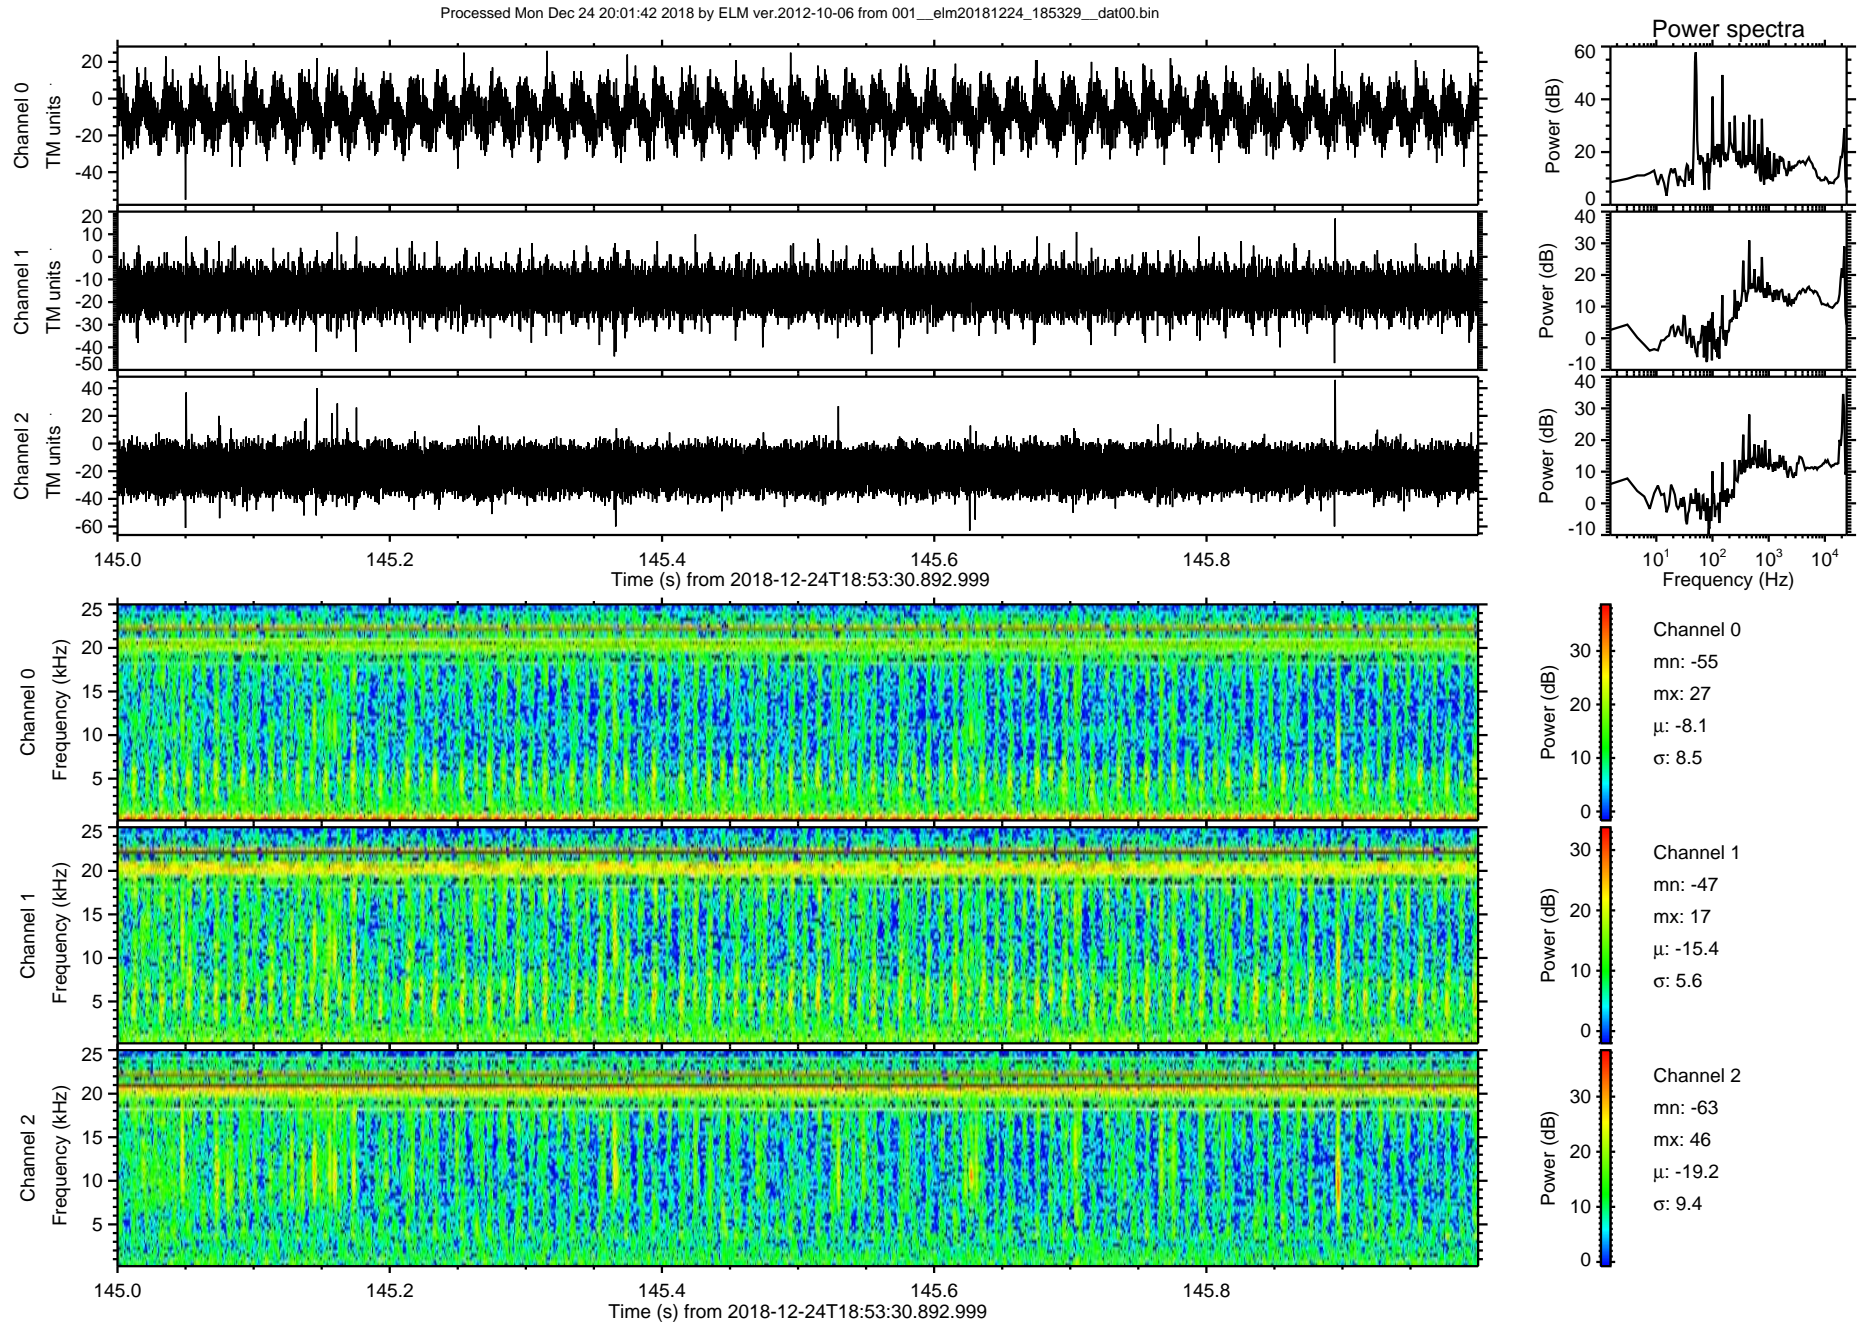 Processed Mon Dec 24 20:01:42 2018 by ELM ver.2012-10-06 from 001__elm20181224_185329__dat00.bin
Power spectra
Channel 0
TM units
20
0
-20
-40
Power (dB)
60
40
20
0
Channel 1
TM units
20
10
0
-10
-20
-30
-40
-50
Power (dB)
40
30
20
10
0
-10
Channel 2
TM units
40
20
0
-20
-40
-60
Power (dB)
40
30
20
10
0
-10
145.0 145.2 145.4 145.6 145.8
Time (s) from 2018-12-24T18:53:30.892.999
10¹ 10² 10³ 10⁴
Frequency (Hz)
Channel 0
Frequency (kHz)
25
20
15
10
5
Power (dB)
30
20
10
0
Channel 0
mn: -55
mx: 27
μ: -8.1
σ: 8.5
Channel 1
Frequency (kHz)
25
20
15
10
5
Power (dB)
30
20
10
0
Channel 1
mn: -47
mx: 17
μ: -15.4
σ: 5.6
Channel 2
Frequency (kHz)
25
20
15
10
5
Power (dB)
30
20
10
0
Channel 2
mn: -63
mx: 46
μ: -19.2
σ: 9.4
145.0 145.2 145.4 145.6 145.8
Time (s) from 2018-12-24T18:53:30.892.999